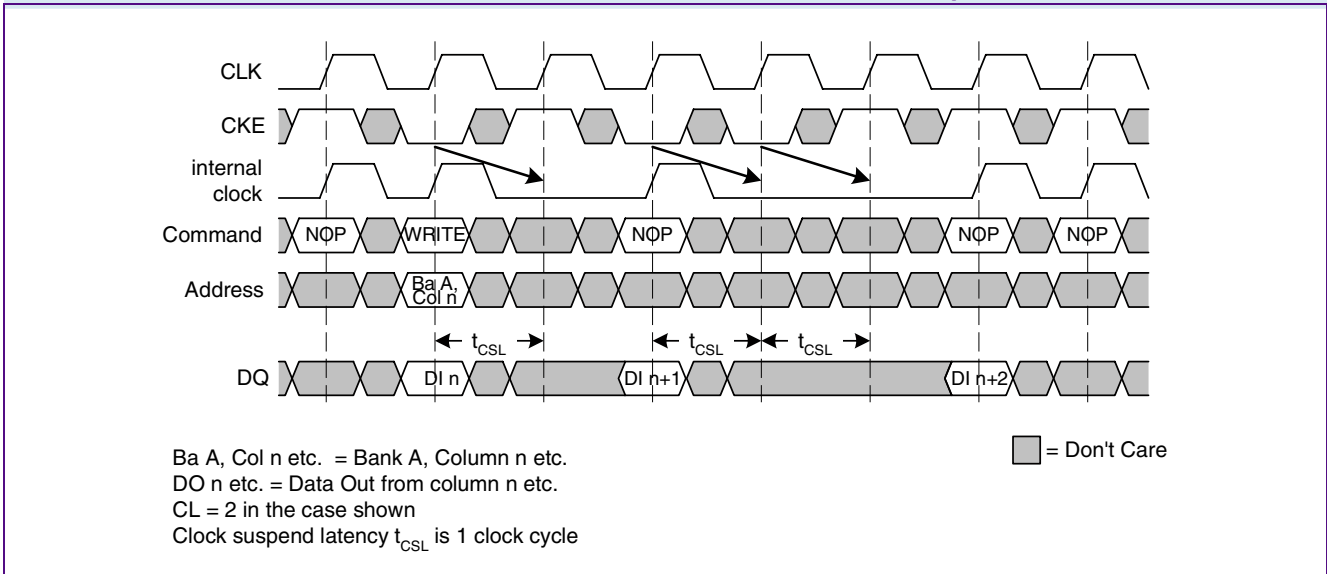 CLK
CKE
internal
clock
Command NOP WRITE NOP NOP NOP
Address Ba A,
Col n
tCSL tCSL tCSL
DQ DI n DI n+1 DI n+2
Ba A, Col n etc. = Bank A, Column n etc.
DO n etc. = Data Out from column n etc.
CL = 2 in the case shown
Clock suspend latency tCSL is 1 clock cycle
= Don't Care